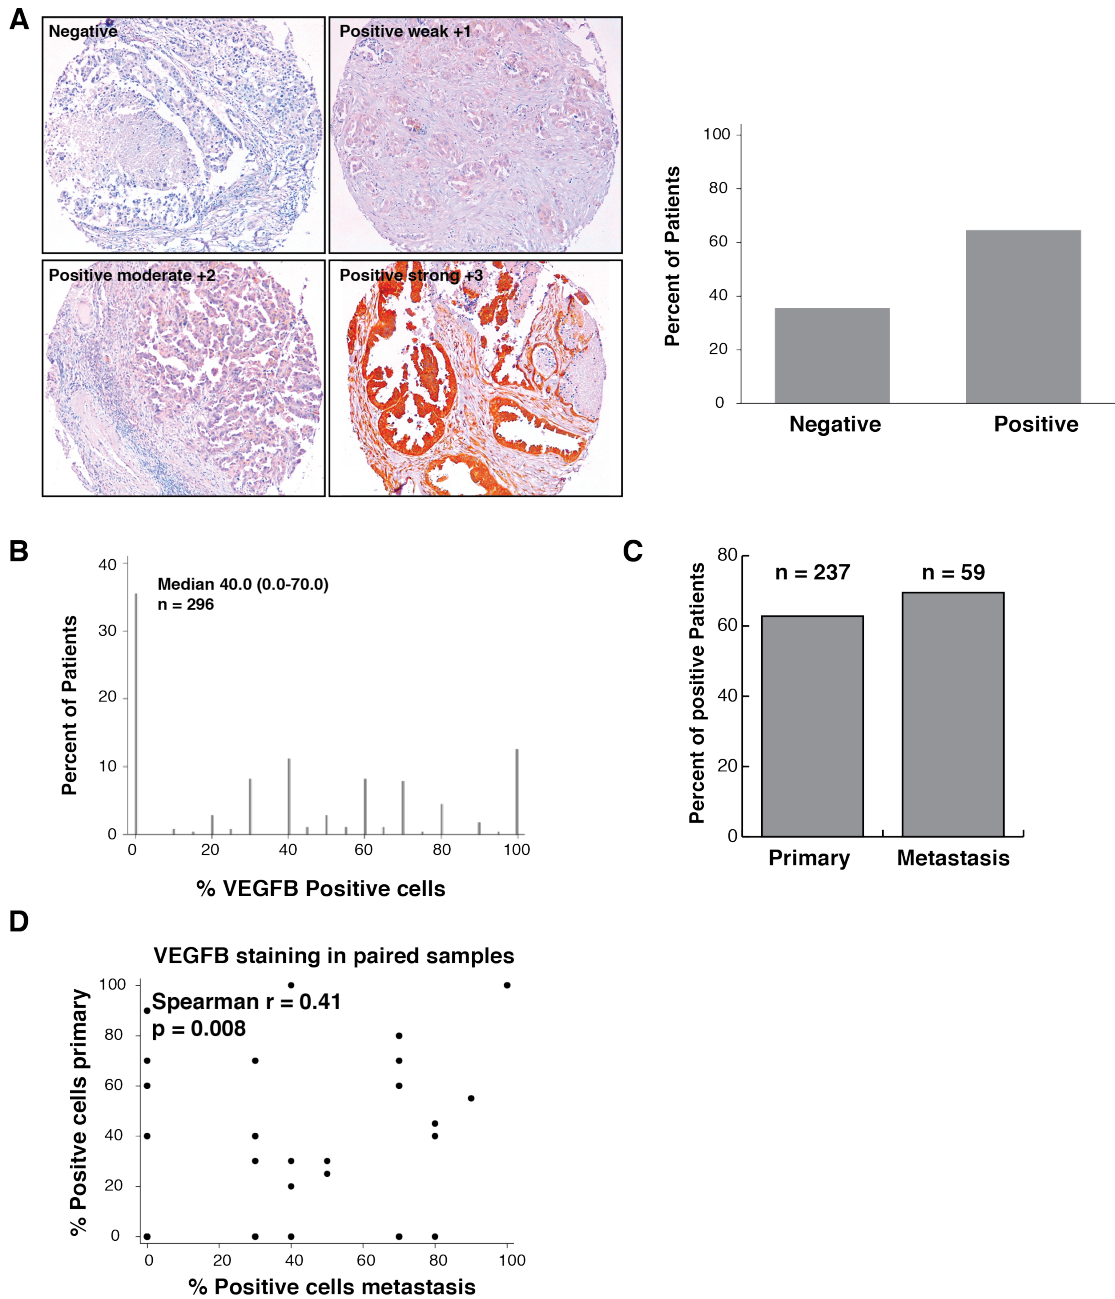 A
Negative
Positive weak +1
Positive moderate +2
Positive strong +3
100
80
60
40
20
0
Percent of Patients
Negative
Positive
B
40
30
20
10
0
Percent of Patients
Median 40.0 (0.0-70.0)
n = 296
0
20
40
60
80
100
% VEGFB Positive cells
C
80
60
40
20
0
Percent of positive Patients
n = 237
n = 59
Primary
Metastasis
D
VEGFB staining in paired samples
100
80
60
40
20
0
% Positve cells primary
Spearman r = 0.41
p = 0.008
0
20
40
60
80
100
% Positive cells metastasis